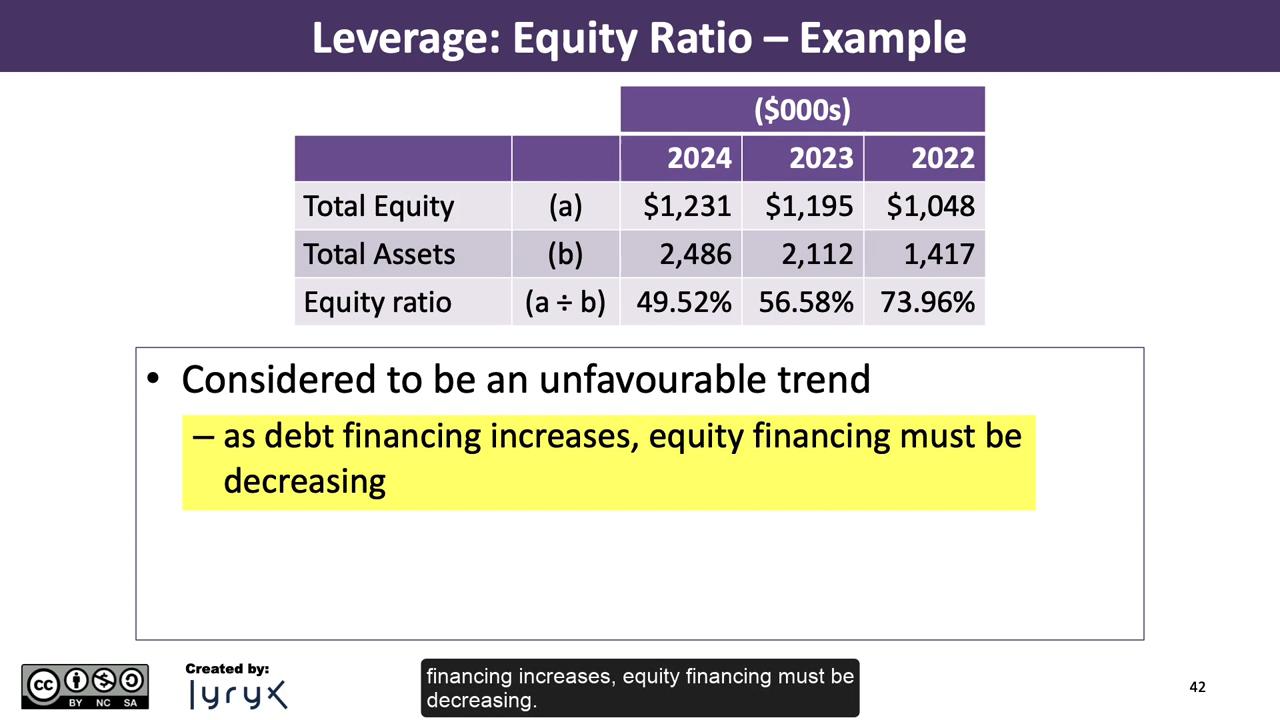 Leverage: Equity Ratio – Example
($000s)
2024 2023 2022
Total Equity (a) $1,231 $1,195 $1,048
Total Assets (b) 2,486 2,112 1,417
Equity ratio (a ÷ b) 49.52% 56.58% 73.96%
• Considered to be an unfavourable trend
– as debt financing increases, equity financing must be
decreasing
cc BY NC SA
Created by:
lyryx
financing increases, equity financing must be
decreasing.
42